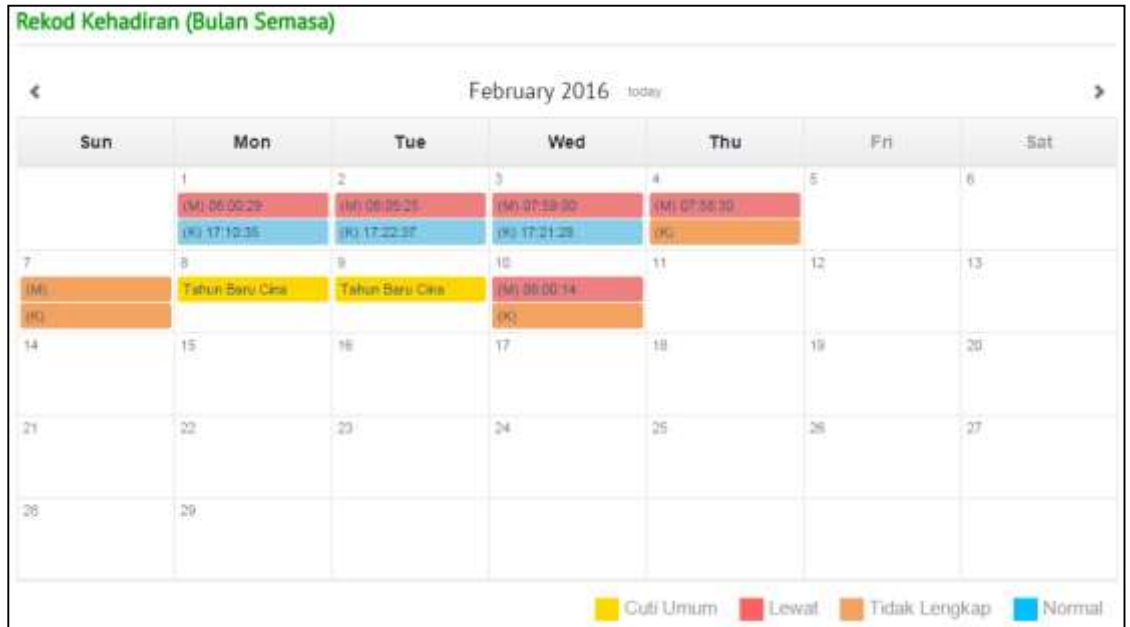 Rekod Kehadiran (Bulan Semasa)
February 2016 today
Sun Mon Tue Wed Thu Fri Sat
1 2 3 4 5 6
(M) 08:00:29 (M) 08:05:25 (M) 07:59:00 (M) 07:58:30
(K) 17:10:35 (K) 17:22:37 (K) 17:21:28 (K)
7 8 9 10 11 12 13
(M) Tahun Baru Cina Tahun Baru Cina (M) 08:00:14
(K) (K)
14 15 16 17 18 19 20
21 22 23 24 25 26 27
28 29
Cuti Umum Lewat Tidak Lengkap Normal